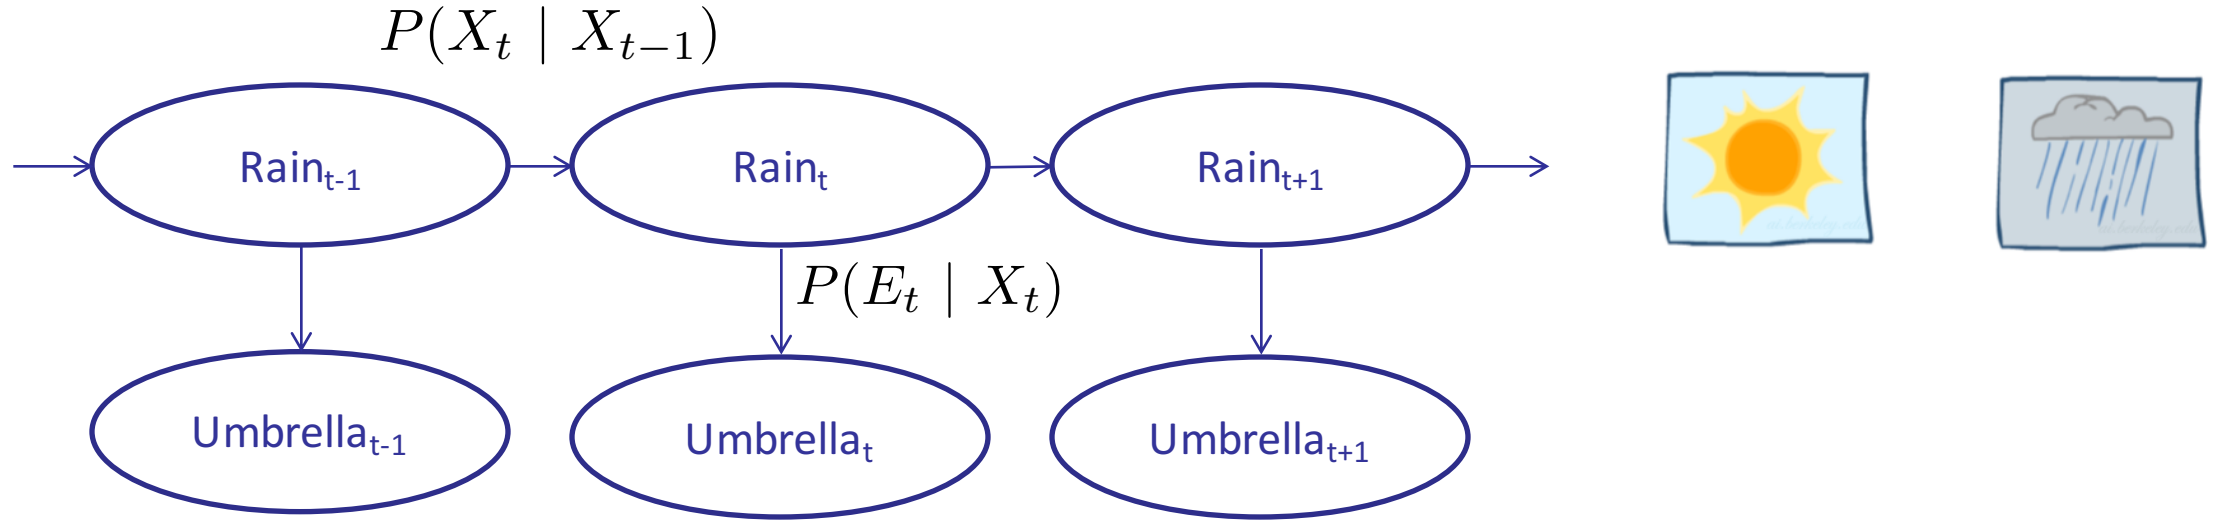 P(X_t | X_{t-1})
Rain_{t-1}
Rain_t
Rain_{t+1}
P(E_t | X_t)
Umbrella_{t-1}
Umbrella_t
Umbrella_{t+1}